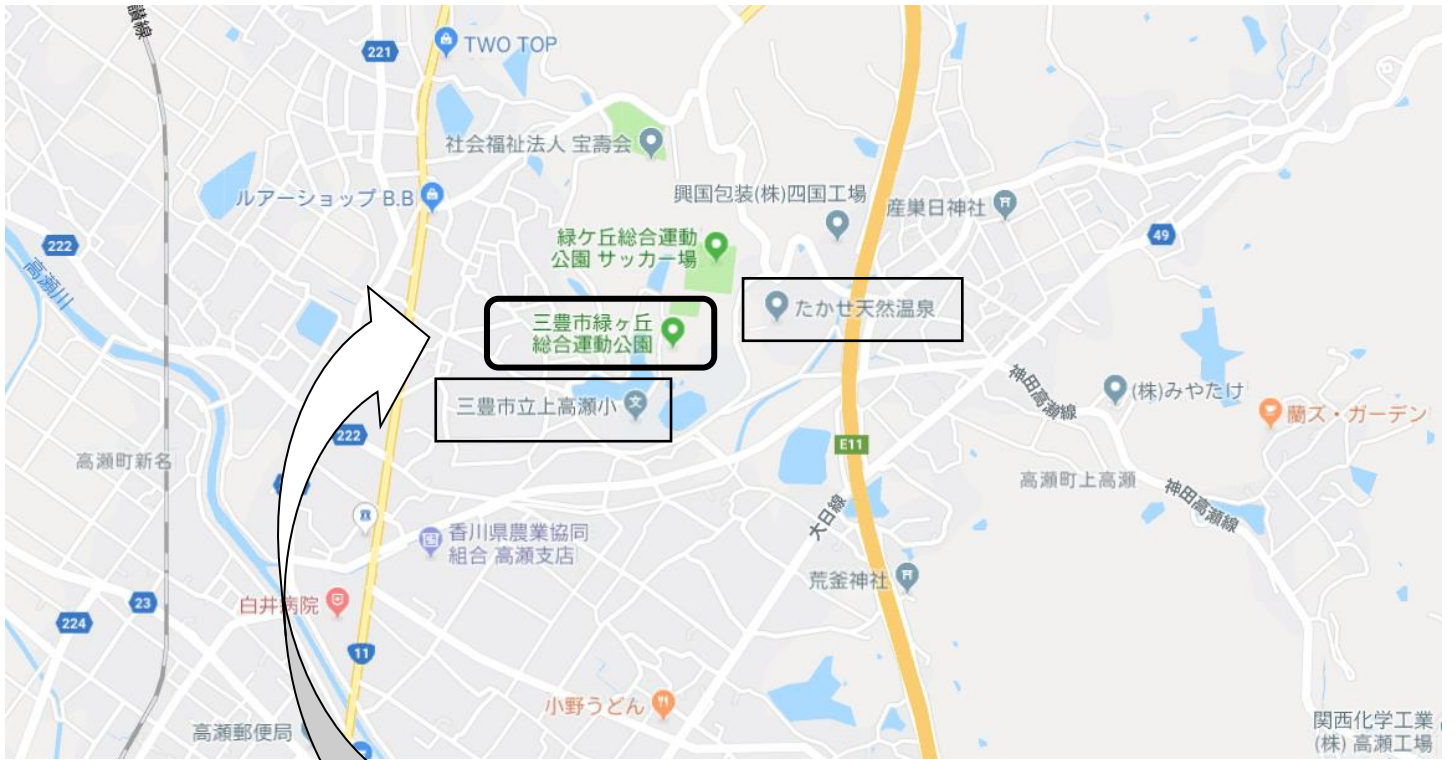 讃線
221
TWO TOP
社会福祉法人 宝壽会
ルアーショップ B.B
興国包装(株)四国工場
産巣日神社
222
高瀬川
49
緑ケ丘総合運動
公園 サッカー場
たかせ天然温泉
三豊市緑ヶ丘
総合運動公園
三豊市立上高瀬小
文
神田高瀬線
(株)みやたけ
蘭ズ・ガーデン
222
E11
高瀬町新名
高瀬町上高瀬
神田高瀬線
大日線
香川県農業協同
組合 高瀬支店
荒釜神社
23
白井病院
224
11
小野うどん
高瀬郵便局
関西化学工業
(株) 高瀬工場